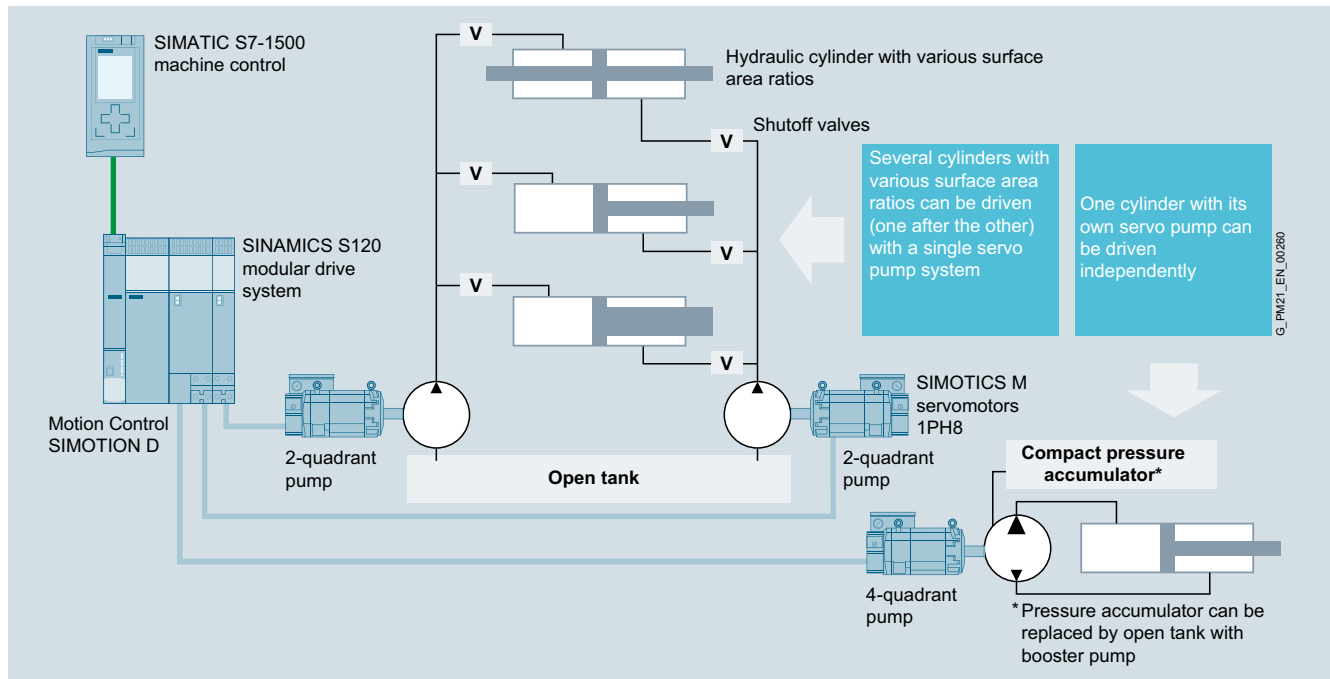 SIMATIC S7-1500
machine control
V
Hydraulic cylinder with various surface
area ratios
Shutoff valves
V
V
V
V
V
Several cylinders with
various surface area
ratios can be driven
(one after the other)
with a single servo
pump system
One cylinder with its
own servo pump can
be driven
independently
G_PM21_EN_00260
SINAMICS S120
modular drive
system
Motion Control
SIMOTION D
2-quadrant
pump
Open tank
SIMOTICS M
servomotors
1PH8
2-quadrant
pump
Compact pressure
accumulator*
4-quadrant
pump
* Pressure accumulator can be
replaced by open tank with
booster pump